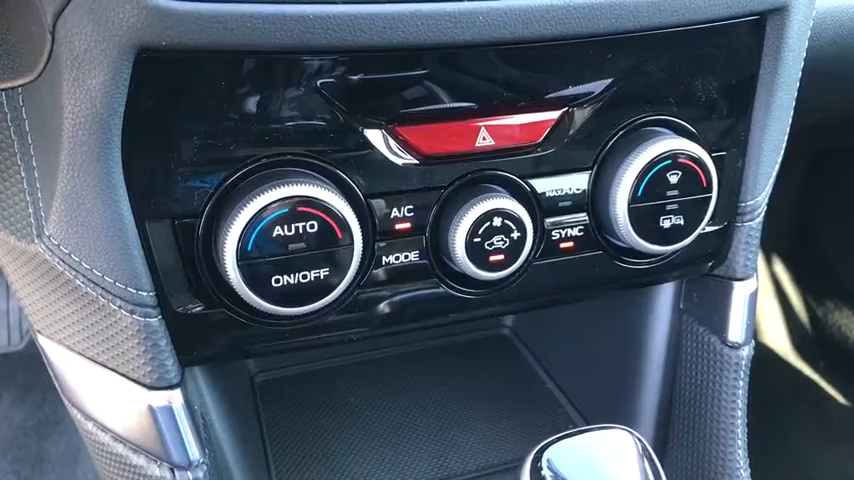 AUTO
ON/OFF
A/C
MODE
- +
MAX A/C
SYNC